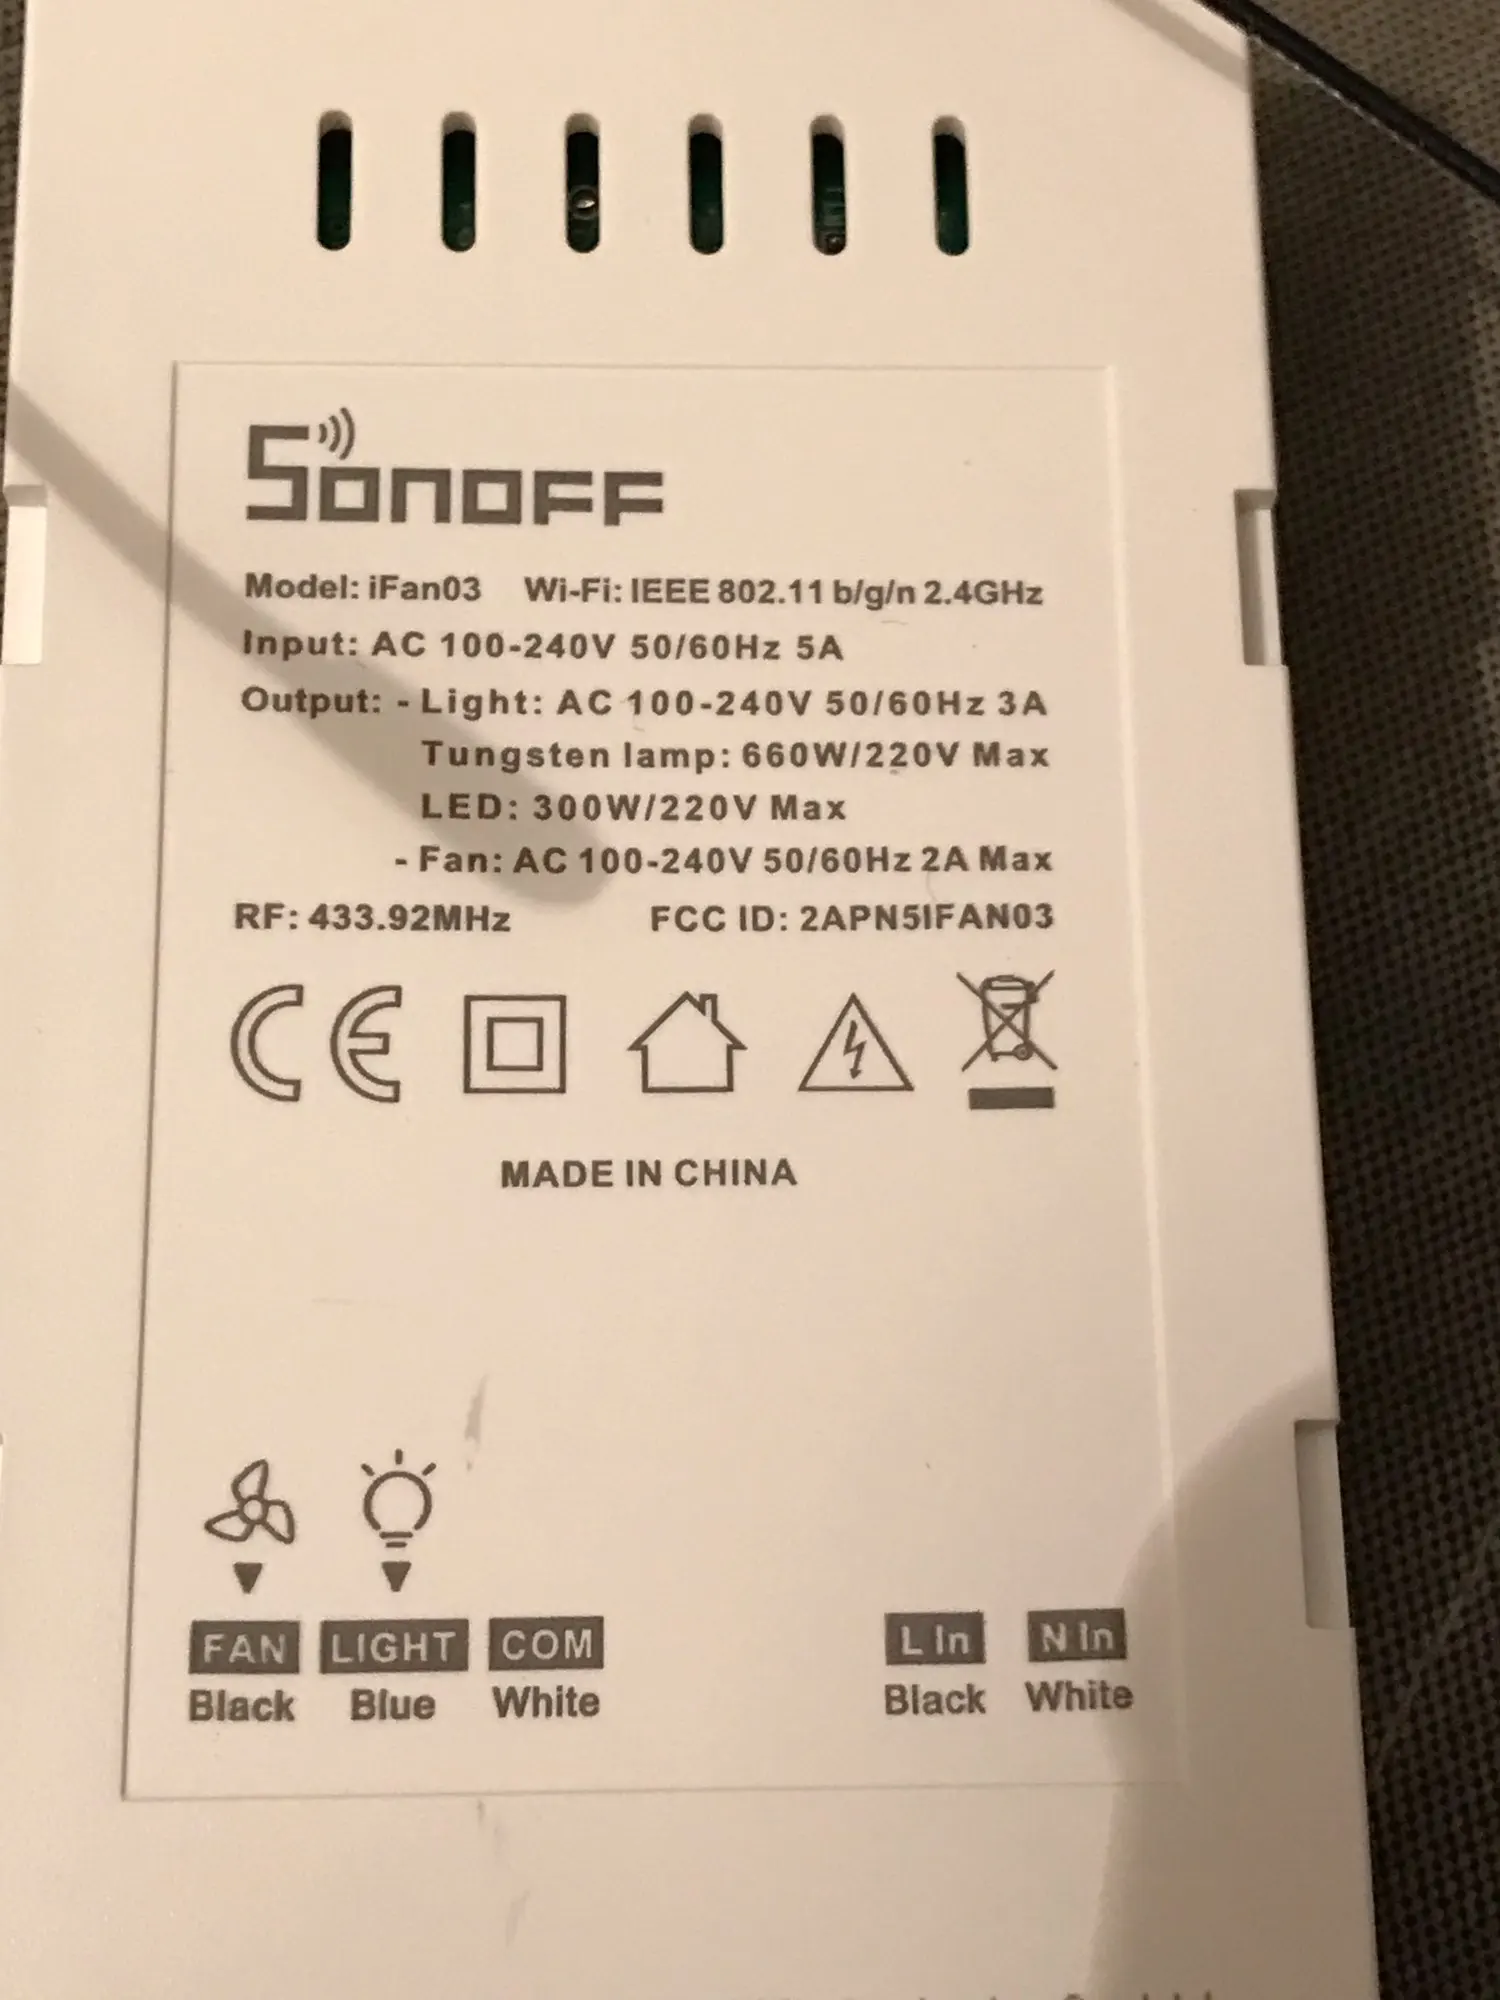 SONOFF
Model: iFan03 Wi-Fi: IEEE 802.11 b/g/n 2.4GHz
Input: AC 100-240V 50/60Hz 5A
Output: - Light: AC 100-240V 50/60Hz 3A
Tungsten lamp: 660W/220V Max
LED: 300W/220V Max
- Fan: AC 100-240V 50/60Hz 2A Max
RF: 433.92MHz FCC ID: 2APN5IFAN03
CE
MADE IN CHINA
FAN LIGHT COM L In N In
Black Blue White Black White